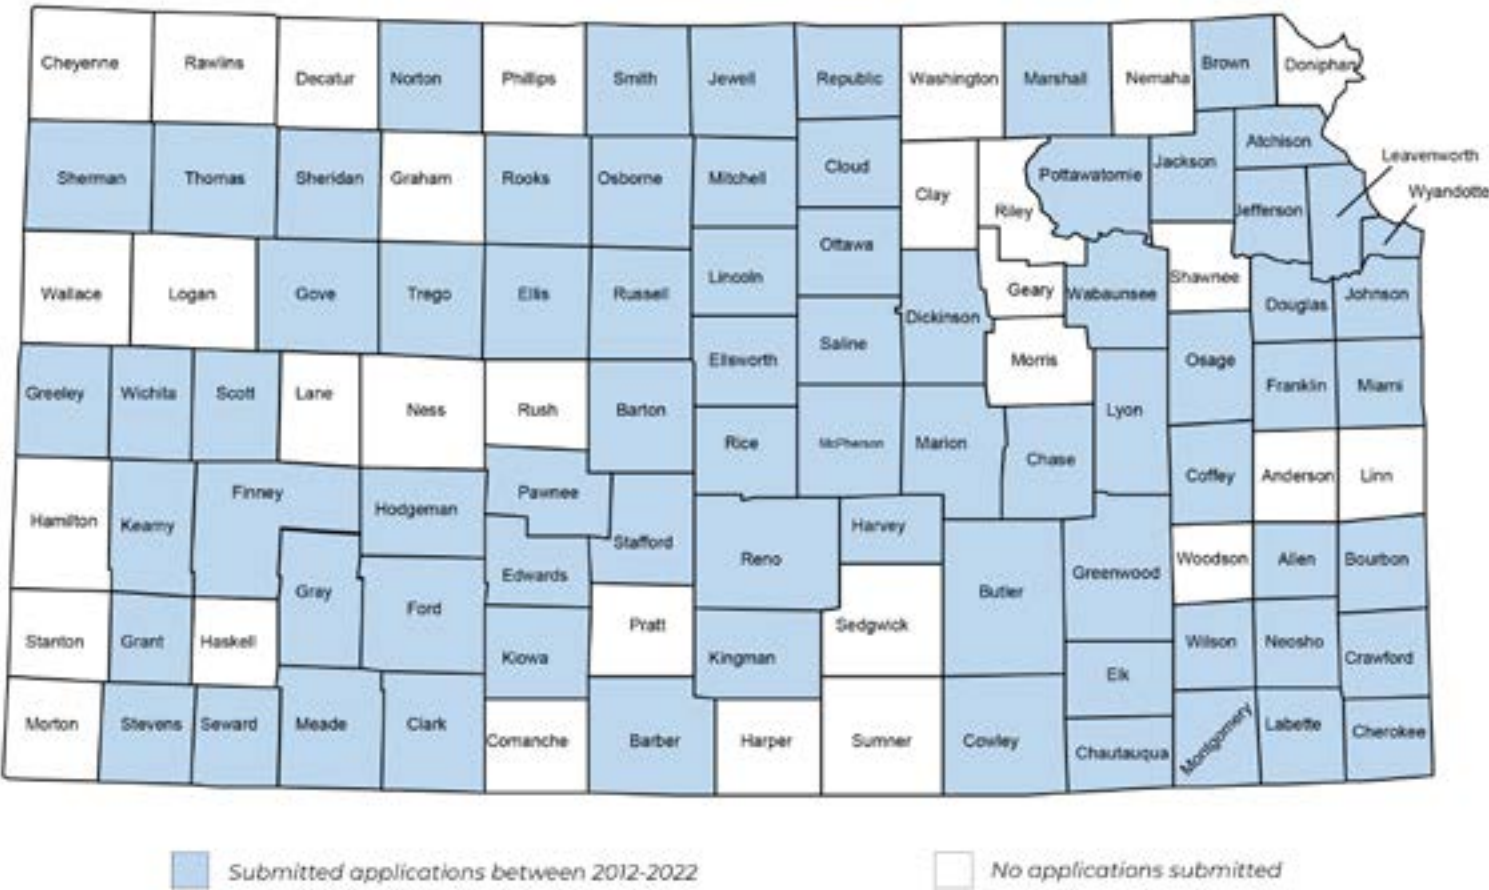 Cheyenne
Rawlins
Decatur
Norton
Phillips
Smith
Jewell
Republic
Washington
Marshall
Nemaha
Brown
Doniphan
Sherman
Thomas
Sheridan
Graham
Rooks
Osborne
Mitchell
Cloud
Clay
Riley
Pottawatomie
Jackson
Atchison
Leavenworth
Wyandotte
Jefferson
Wallace
Logan
Gove
Trego
Ellis
Russell
Lincoln
Ottawa
Dickinson
Geary
Wabaunsee
Shawnee
Douglas
Johnson
Saline
Ellsworth
Morris
Osage
Franklin
Miami
Greeley
Wichita
Scott
Lane
Ness
Rush
Barton
Rice
McPherson
Marion
Chase
Lyon
Coffey
Anderson
Linn
Hamilton
Kearny
Finney
Hodgeman
Pawnee
Stafford
Reno
Harvey
Butler
Greenwood
Woodson
Allen
Bourbon
Gray
Ford
Edwards
Stanton
Grant
Haskell
Kiowa
Pratt
Kingman
Sedgwick
Elk
Wilson
Neosho
Crawford
Morton
Stevens
Seward
Meade
Clark
Comanche
Barber
Harper
Sumner
Cowley
Chautauqua
Montgomery
Labette
Cherokee
Submitted applications between 2012-2022
No applications submitted